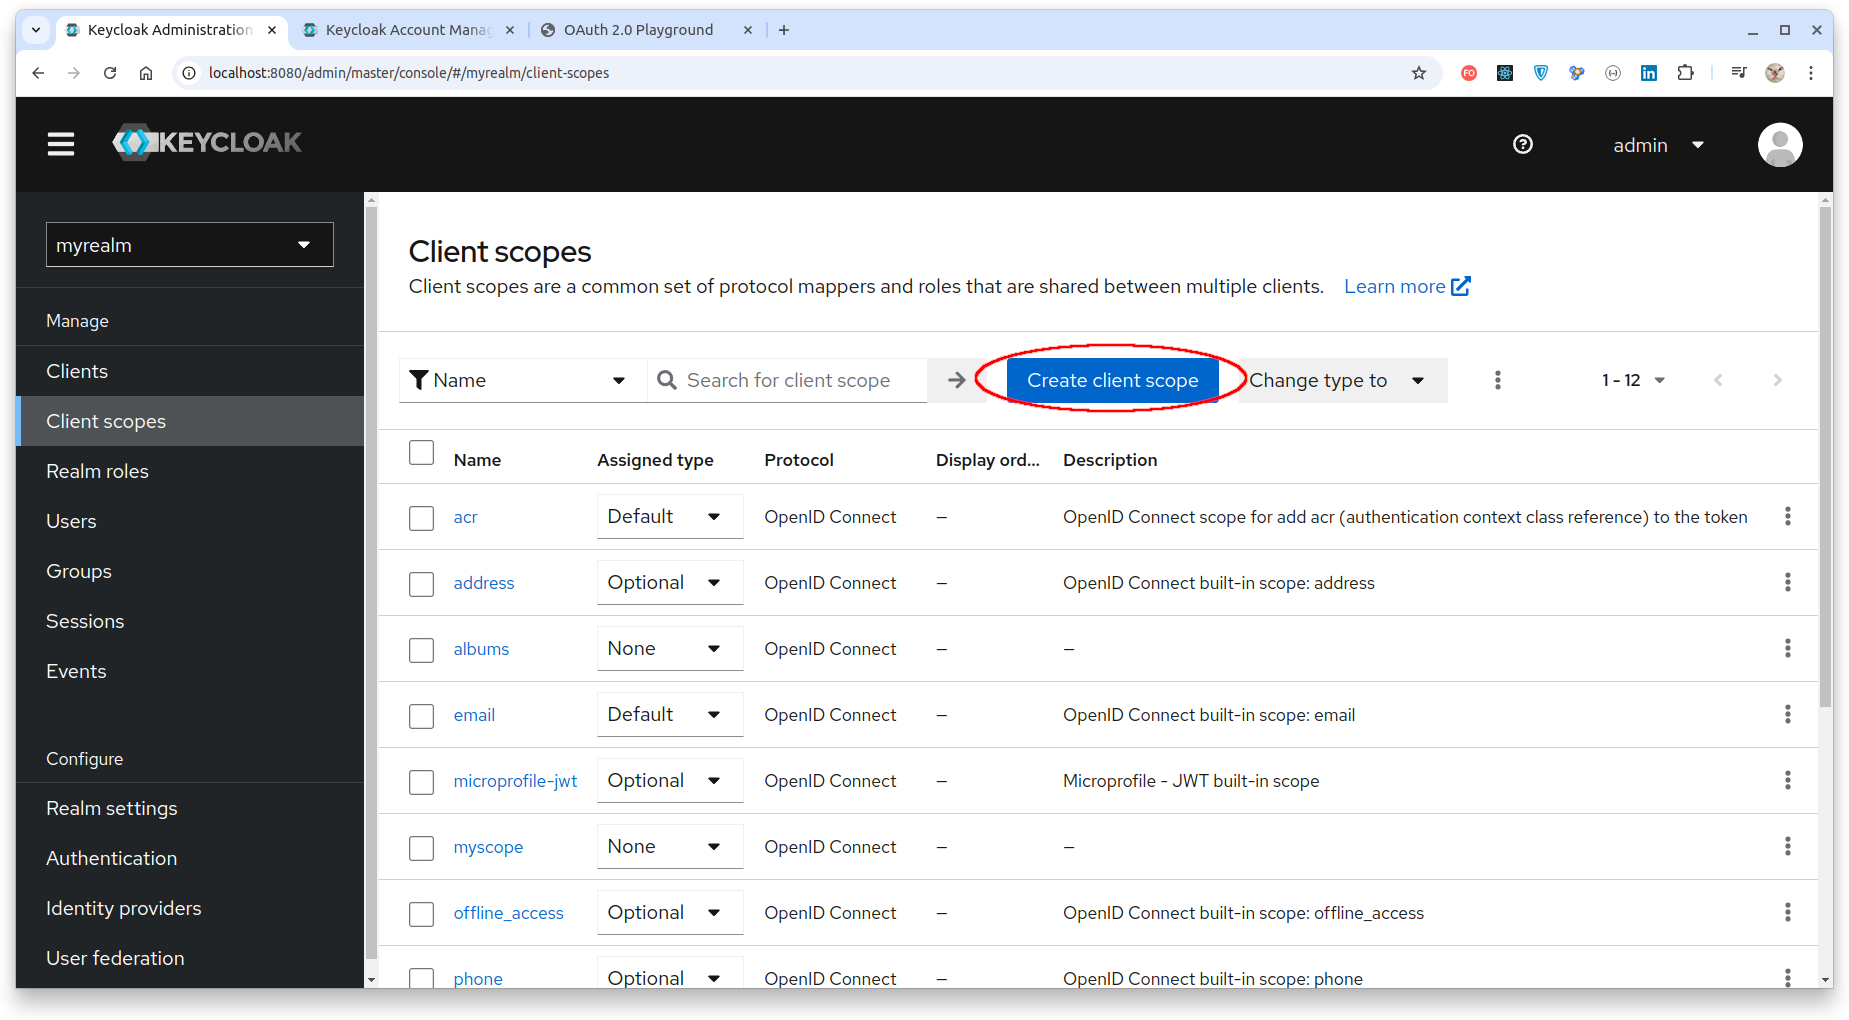 Keycloak Administration
Keycloak Account Manag
OAuth 2.0 Playground
localhost:8080/admin/master/console/#/myrealm/client-scopes
FO
in
KEYCLOAK
admin
myrealm
Manage
Clients
Client scopes
Realm roles
Users
Groups
Sessions
Events
Configure
Realm settings
Authentication
Identity providers
User federation
Client scopes
Client scopes are a common set of protocol mappers and roles that are shared between multiple clients. Learn more
Name Search for client scope Create client scope Change type to 1 - 12
Name Assigned type Protocol Display ord... Description
acr Default OpenID Connect – OpenID Connect scope for add acr (authentication context class reference) to the token
address Optional OpenID Connect – OpenID Connect built-in scope: address
albums None OpenID Connect – –
email Default OpenID Connect – OpenID Connect built-in scope: email
microprofile-jwt Optional OpenID Connect – Microprofile - JWT built-in scope
myscope None OpenID Connect – –
offline_access Optional OpenID Connect – OpenID Connect built-in scope: offline_access
phone Optional OpenID Connect – OpenID Connect built-in scope: phone